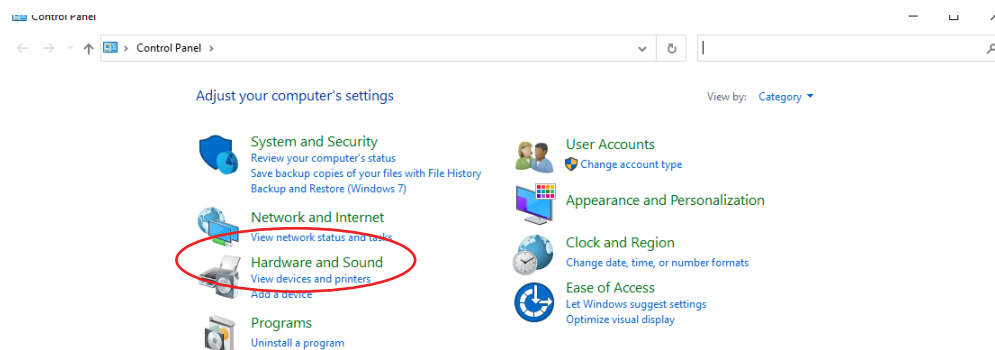 Control Panel
Control Panel
Adjust your computer's settings
View by: Category
System and Security
Review your computer's status
Save backup copies of your files with File History
Backup and Restore (Windows 7)
Network and Internet
View network status and tasks
Hardware and Sound
View devices and printers
Add a device
Programs
Uninstall a program
User Accounts
Change account type
Appearance and Personalization
Clock and Region
Change date, time, or number formats
Ease of Access
Let Windows suggest settings
Optimize visual display